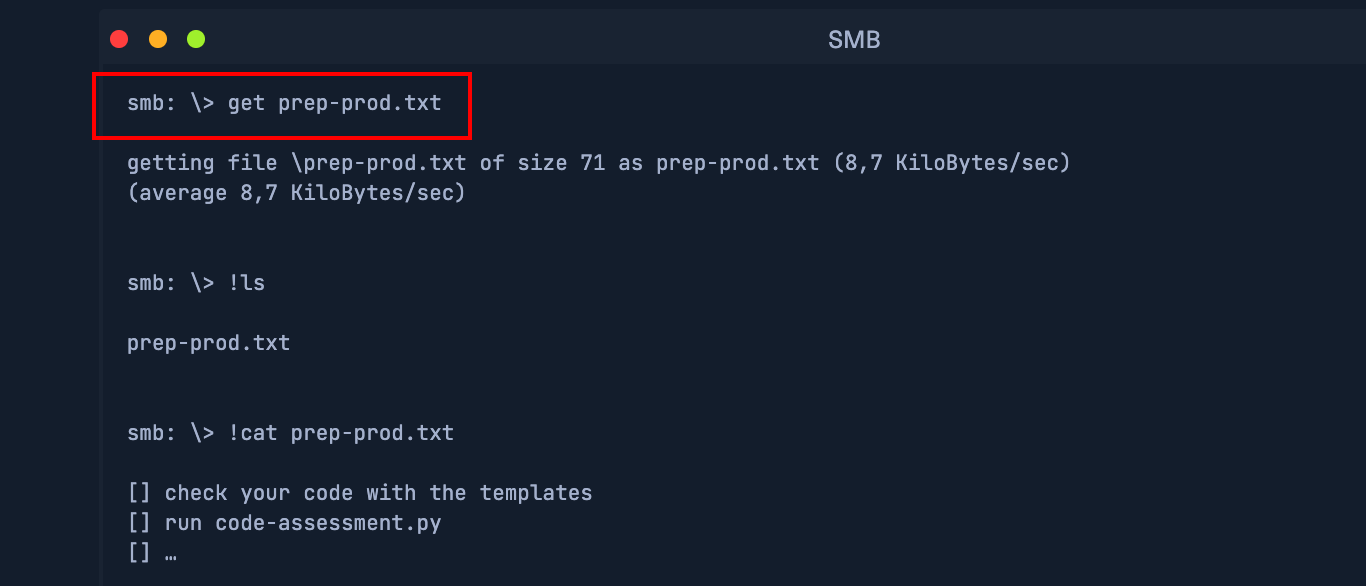 SMB
smb: \> get prep-prod.txt
getting file \prep-prod.txt of size 71 as prep-prod.txt (8,7 KiloBytes/sec)
(average 8,7 KiloBytes/sec)
smb: \> !ls
prep-prod.txt
smb: \> !cat prep-prod.txt
[] check your code with the templates
[] run code-assessment.py
[] …